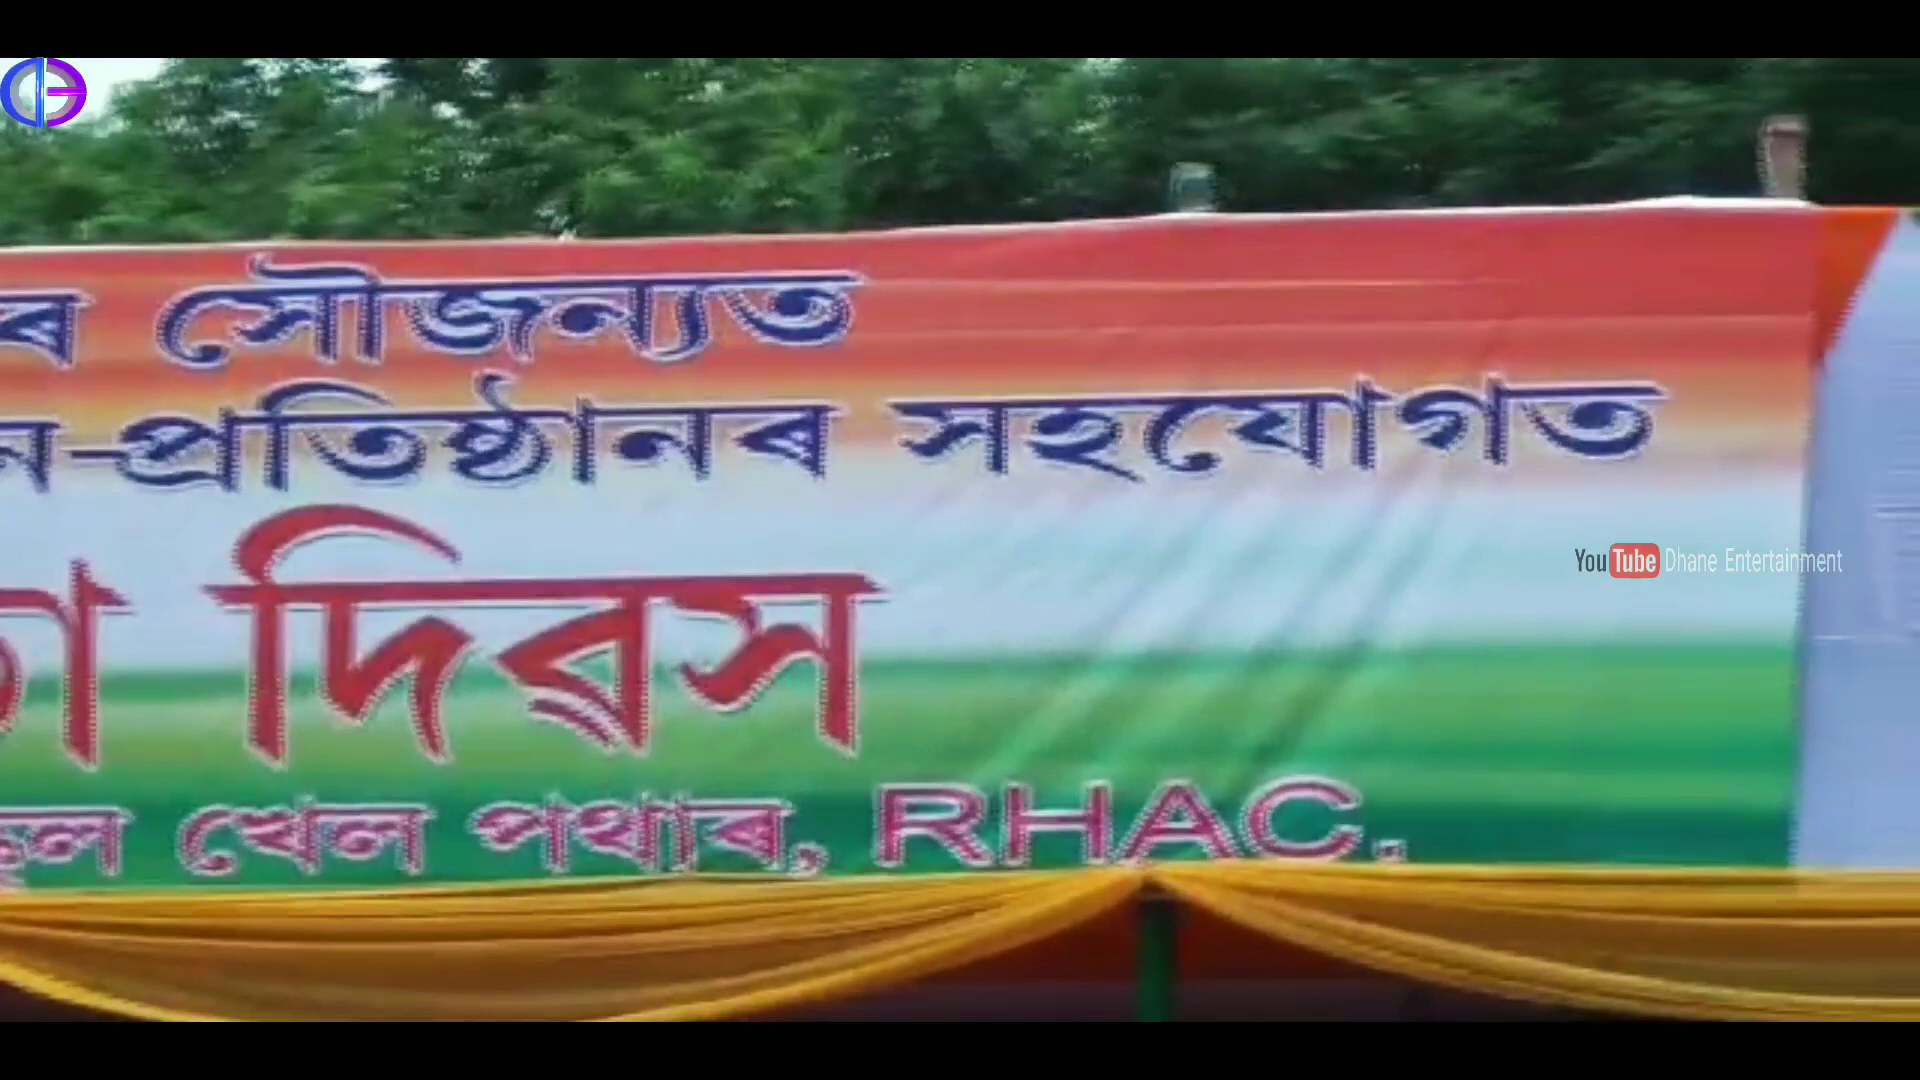 ৰ সৌজন্যত
ন-প্ৰতিষ্ঠানৰ সহযোগত
দিৱস
খেল পথাৰ, RHAC.
YouTube Dhane Entertainment